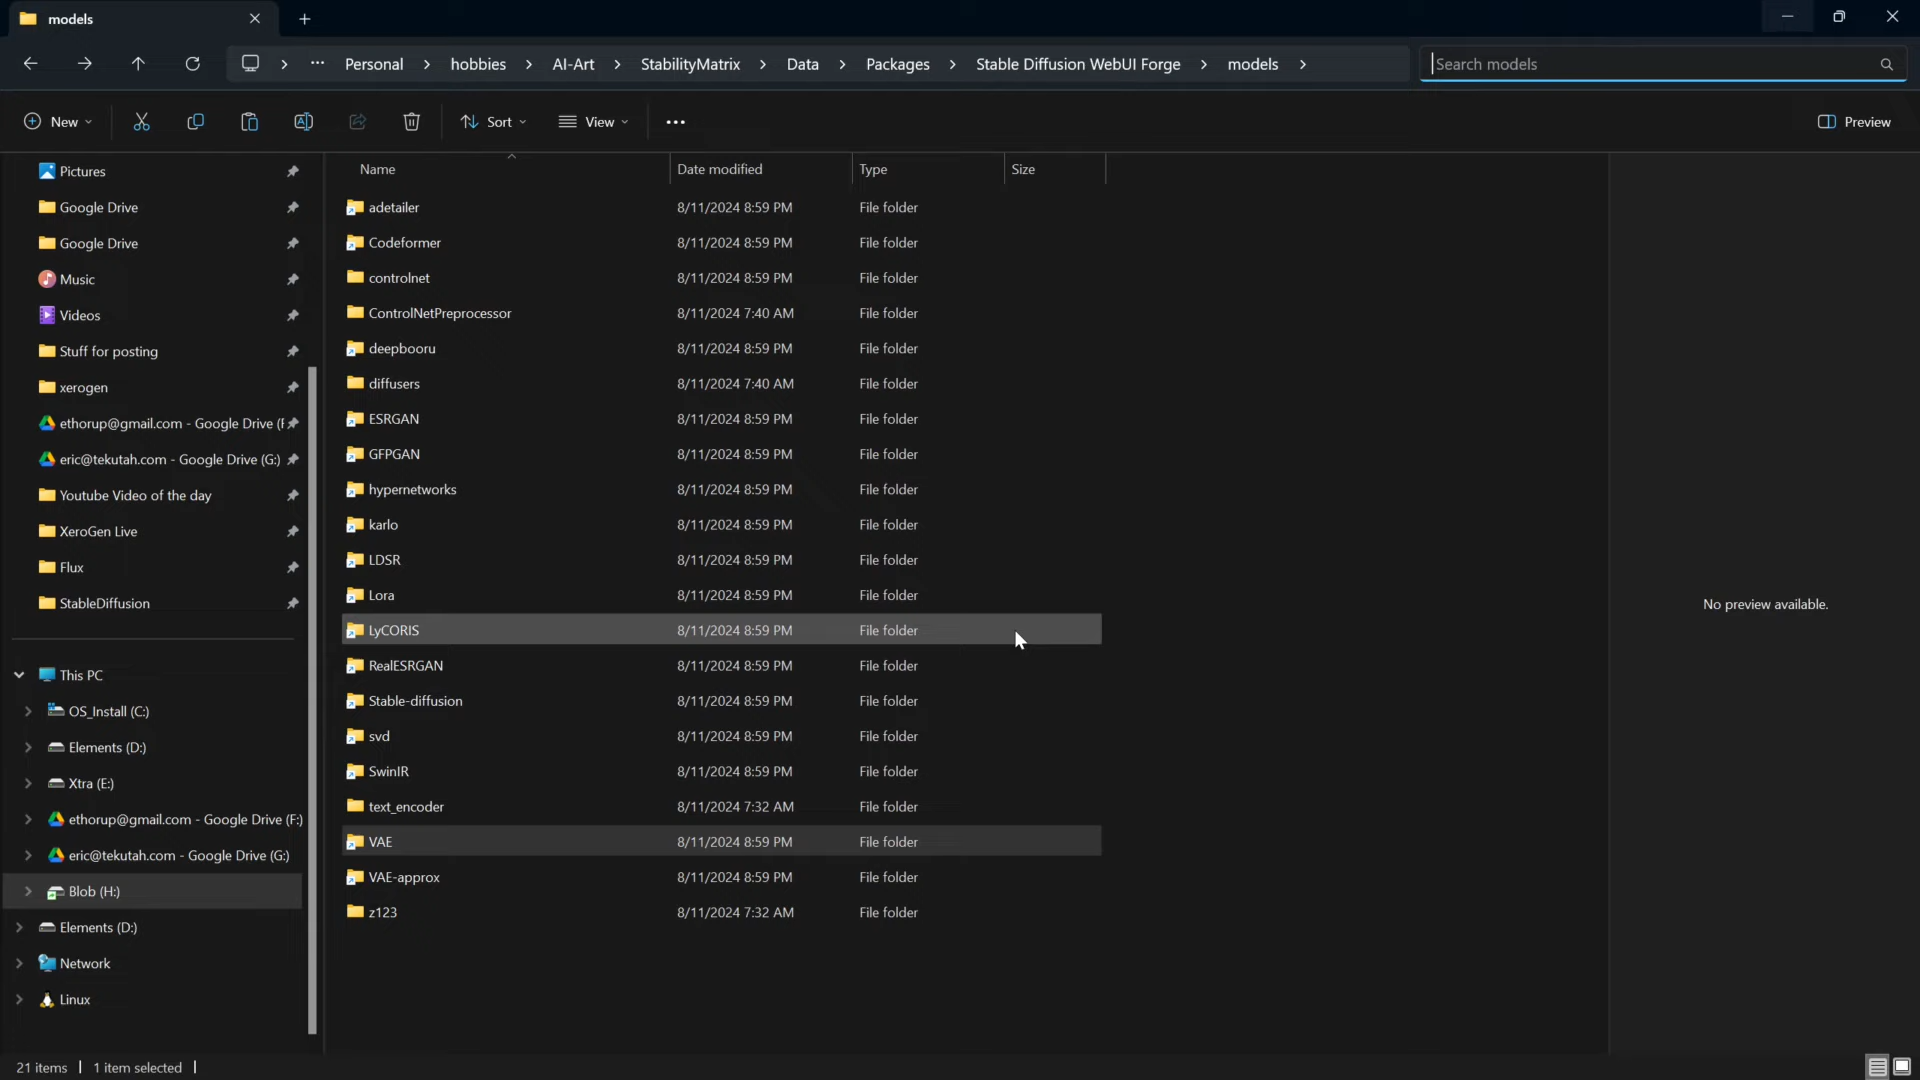 models
Personal > hobbies > AI-Art > StabilityMatrix > Data > Packages > Stable Diffusion WebUI Forge > models >
Search models
New
Sort
View
Preview
Pictures
Google Drive
Google Drive
Music
Videos
Stuff for posting
xerogen
ethorup@gmail.com - Google Drive (F
eric@tekutah.com - Google Drive (G:)
Youtube Video of the day
XeroGen Live
Flux
StableDiffusion
This PC
OS_Install (C:)
Elements (D:)
Xtra (E:)
ethorup@gmail.com - Google Drive (F:)
eric@tekutah.com - Google Drive (G:)
Blob (H:)
Elements (D:)
Network
Linux
Name Date modified Type Size
adetailer 8/11/2024 8:59 PM File folder
Codeformer 8/11/2024 8:59 PM File folder
controlnet 8/11/2024 8:59 PM File folder
ControlNetPreprocessor 8/11/2024 7:40 AM File folder
deepbooru 8/11/2024 8:59 PM File folder
diffusers 8/11/2024 7:40 AM File folder
ESRGAN 8/11/2024 8:59 PM File folder
GFPGAN 8/11/2024 8:59 PM File folder
hypernetworks 8/11/2024 8:59 PM File folder
karlo 8/11/2024 8:59 PM File folder
LDSR 8/11/2024 8:59 PM File folder
Lora 8/11/2024 8:59 PM File folder
LyCORIS 8/11/2024 8:59 PM File folder
RealESRGAN 8/11/2024 8:59 PM File folder
Stable-diffusion 8/11/2024 8:59 PM File folder
svd 8/11/2024 8:59 PM File folder
SwinIR 8/11/2024 8:59 PM File folder
text_encoder 8/11/2024 7:32 AM File folder
VAE 8/11/2024 8:59 PM File folder
VAE-approx 8/11/2024 8:59 PM File folder
z123 8/11/2024 7:32 AM File folder
No preview available.
21 items
1 item selected